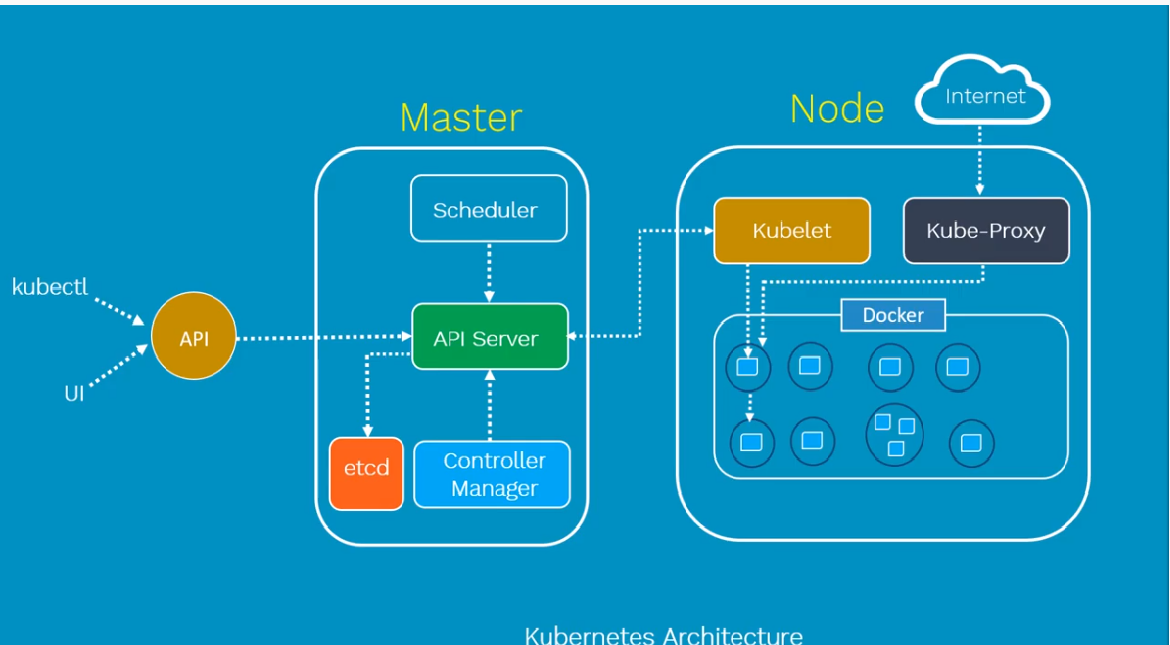 Master
Node
Internet
Scheduler
Kubelet
Kube-Proxy
kubectl
API
API Server
Docker
UI
etcd
Controller
Manager
Kubernetes Architecture